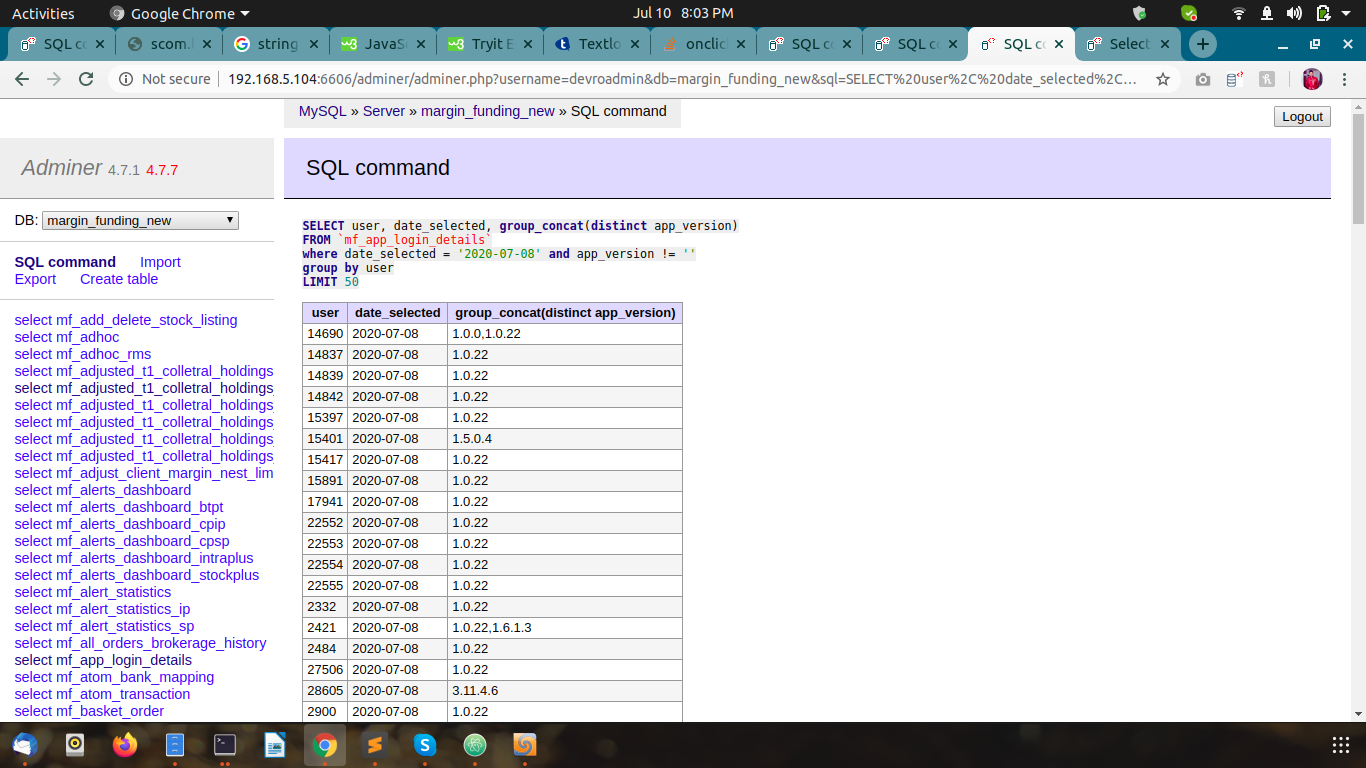 Activities Google Chrome Jul 10 8:03 PM
SQL co scom. string JavaSc Tryit E Textlo onclic SQL co SQL co SQL co Select
Not secure 192.168.5.104:6606/adminer/adminer.php?username=devrodmin&db=margin_funding_new&sql=SELECT%20user%2C%20date_selected%2C...
MySQL » Server » margin_funding_new » SQL command
Logout
Adminer 4.7.1 4.7.7
SQL command
DB: margin_funding_new
SQL command Import
Export Create table
select mf_add_delete_stock_listing
select mf_adhoc
select mf_adhoc_rms
select mf_adjusted_t1_colletral_holdings
select mf_adjusted_t1_colletral_holdings_
select mf_adjusted_t1_colletral_holdings_
select mf_adjusted_t1_colletral_holdings_
select mf_adjusted_t1_colletral_holdings_
select mf_adjusted_t1_colletral_holdings_
select mf_adjust_client_margin_nest_lim
select mf_alerts_dashboard
select mf_alerts_dashboard_btpt
select mf_alerts_dashboard_cpip
select mf_alerts_dashboard_cpsp
select mf_alerts_dashboard_intraplus
select mf_alerts_dashboard_stockplus
select mf_alert_statistics
select mf_alert_statistics_ip
select mf_alert_statistics_sp
select mf_all_orders_brokerage_history
select mf_app_login_details
select mf_atom_bank_mapping
select mf_atom_transaction
select mf_basket_order
SELECT user, date_selected, group_concat(distinct app_version)
FROM `mf_app_login_details`
where date_selected = '2020-07-08' and app_version != ''
group by user
LIMIT 50
user date_selected group_concat(distinct app_version)
14690 2020-07-08 1.0.0,1.0.22
14837 2020-07-08 1.0.22
14839 2020-07-08 1.0.22
14842 2020-07-08 1.0.22
15397 2020-07-08 1.0.22
15401 2020-07-08 1.5.0.4
15417 2020-07-08 1.0.22
15891 2020-07-08 1.0.22
17941 2020-07-08 1.0.22
22552 2020-07-08 1.0.22
22553 2020-07-08 1.0.22
22554 2020-07-08 1.0.22
22555 2020-07-08 1.0.22
2332 2020-07-08 1.0.22
2421 2020-07-08 1.0.22,1.6.1.3
2484 2020-07-08 1.0.22
27506 2020-07-08 1.0.22
28605 2020-07-08 3.11.4.6
2900 2020-07-08 1.0.22